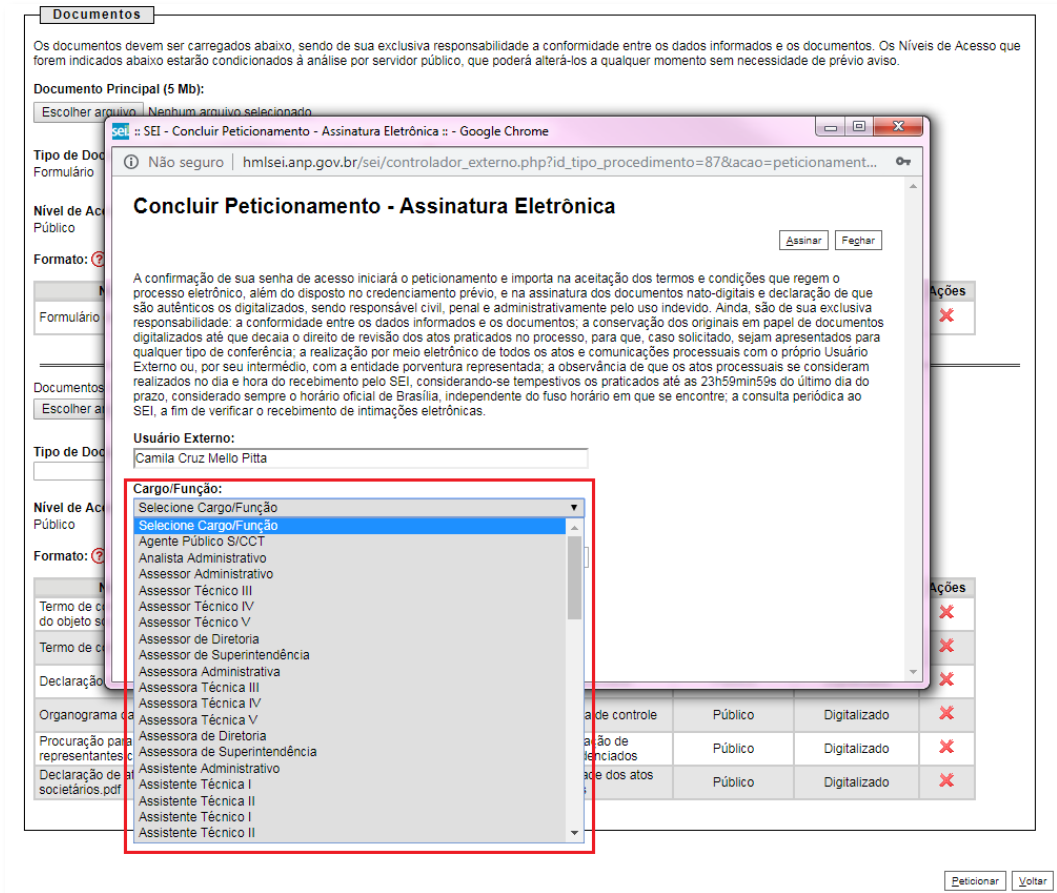 Documentos
Os documentos devem ser carregados abaixo, sendo de sua exclusiva responsabilidade a conformidade entre os dados informados e os documentos. Os Níveis de Acesso que
forem indicados abaixo estarão condicionados à análise por servidor público, que poderá alterá-los a qualquer momento sem necessidade de prévio aviso.
Documento Principal (5 Mb):
Escolher arquivo Nenhum arquivo selecionado
sei :: SEI - Concluir Peticionamento - Assinatura Eletrônica :: - Google Chrome
Tipo de Doc
Formulário
Não seguro | hmlsei.anp.gov.br/sei/controlador_externo.php?id_tipo_procedimento=87&acao=peticionament...
Concluir Peticionamento - Assinatura Eletrônica
Nível de Ac
Público
Assinar Fechar
Formato:
A confirmação de sua senha de acesso iniciará o peticionamento e importa na aceitação dos termos e condições que regem o
processo eletrônico, além do disposto no credenciamento prévio, e na assinatura dos documentos nato-digitais e declaração de que
são autênticos os digitalizados, sendo responsável civil, penal e administrativamente pelo uso indevido. Ainda, são de sua exclusiva
responsabilidade: a conformidade entre os dados informados e os documentos; a conservação dos originais em papel de documentos
digitalizados até que decaia o direito de revisão dos atos praticados no processo, para que, caso solicitado, sejam apresentados para
qualquer tipo de conferência; a realização por meio eletrônico de todos os atos e comunicações processuais com o próprio Usuário
Externo ou, por seu intermédio, com a entidade porventura representada; a observância de que os atos processuais se consideram
realizados no dia e hora do recebimento pelo SEI, considerando-se tempestivos os praticados até as 23h59min59s do último dia do
prazo, considerado sempre o horário oficial de Brasília, independente do fuso horário em que se encontre; a consulta periódica ao
SEI, a fim de verificar o recebimento de intimações eletrônicas.
N
Ações
Formulário
Documentos
Escolher a
Usuário Externo:
Camila Cruz Mello Pitta
Tipo de Doc
Cargo/Função:
Selecione Cargo/Função
Nível de Ac
Público
Formato:
Selecione Cargo/Função
Agente Público S/CCT
Analista Administrativo
Assessor Administrativo
Assessor Técnico III
Assessor Técnico IV
Assessor Técnico V
Assessor de Diretoria
Assessor de Superintendência
Assessora Administrativa
Assessora Técnica III
Assessora Técnica IV
Assessora Técnica V
Assessora de Diretoria
Assessora de Superintendência
Assistente Administrativo
Assistente Técnica I
Assistente Técnica II
Assistente Técnico I
Assistente Técnico II
N
Ações
Termo de c
do objeto so
Termo de c
Declaração
Organograma da
a de controle Público Digitalizado
Procuração para
representantes c
ação de
denciados
Público Digitalizado
Declaração de at
societários.pdf
ade dos atos
s
Público Digitalizado
Peticionar Voltar